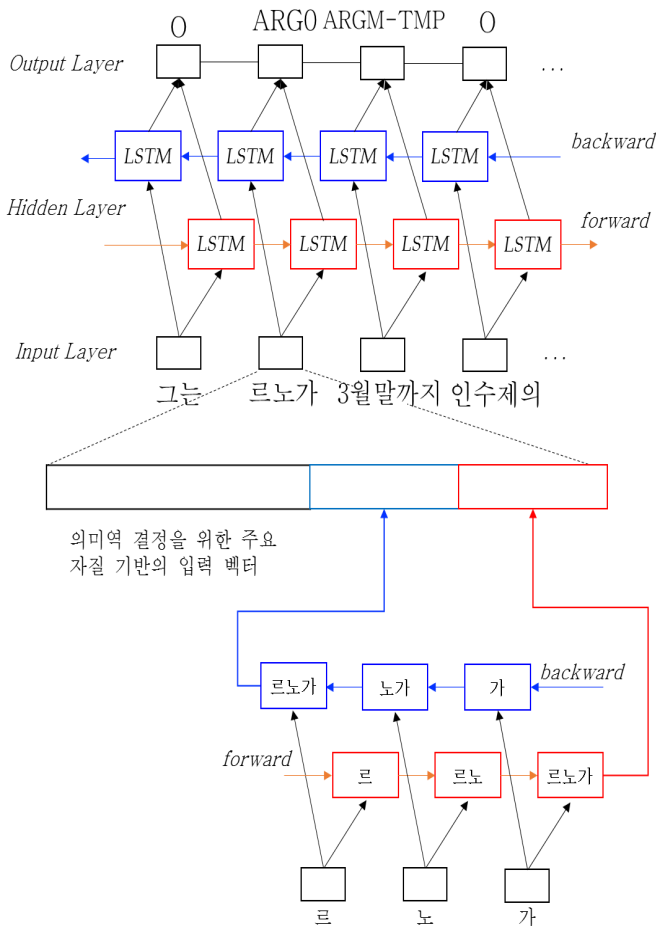 O ARG0 ARGM-TMP O
Output Layer ...
LSTM LSTM LSTM LSTM backward
Hidden Layer
LSTM LSTM LSTM LSTM forward
Input Layer ...
그는 르노가 3월말까지 인수제의
의미역 결정을 위한 주요
자질 기반의 입력 벡터
르노가 노가 가 backward
forward
르 르노 르노가
르 노 가